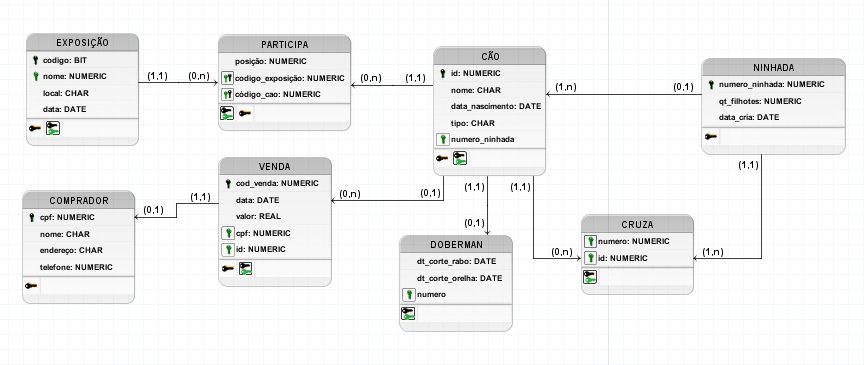 EXPOSIÇÃO
codigo: BIT
nome: NUMERIC
local: CHAR
data: DATE
(1,1)
(0,n)
PARTICIPA
posição: NUMERIC
codigo_exposição: NUMERIC
código_cao: NUMERIC
(0,n)
(1,1)
CÃO
id: NUMERIC
nome: CHAR
data_nascimento: DATE
tipo: CHAR
numero_ninhada
(1,n)
(0,1)
NINHADA
numero_ninhada: NUMERIC
qt_filhotes: NUMERIC
data_cria: DATE
COMPRADOR
cpf: NUMERIC
nome: CHAR
endereço: CHAR
telefone: NUMERIC
(0,1)
(1,1)
VENDA
cod_venda: NUMERIC
data: DATE
valor: REAL
cpf: NUMERIC
id: NUMERIC
(0,n)
(0,1)
(1,1)
(0,1)
DOBERMAN
dt_corte_rabo: DATE
dt_corte_orelha: DATE
numero
(1,1)
(0,n)
CRUZA
numero: NUMERIC
id: NUMERIC
(1,1)
(1,n)